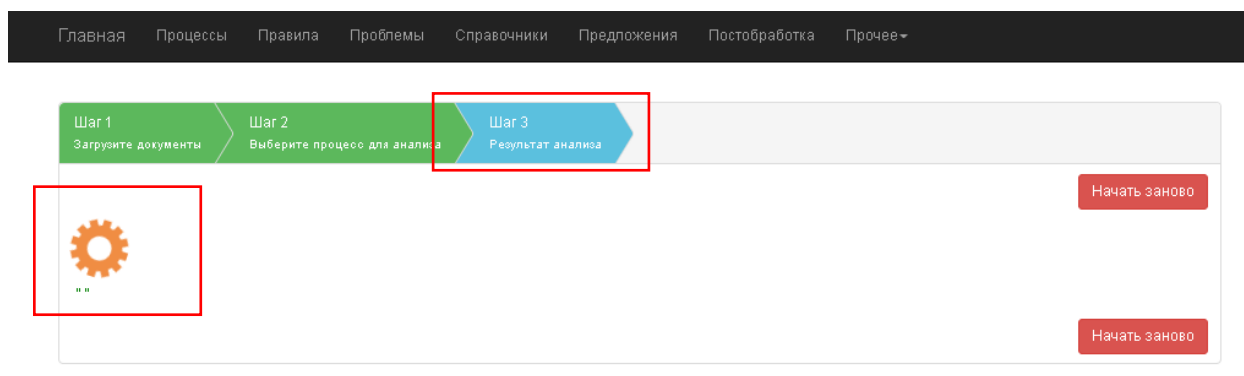 Главная Процессы Правила Проблемы Справочники Предложения Постобработка Прочее
Шаг 1 Шаг 2 Шаг 3
Загрузите документы Выберите процесс для анализа Результат анализа
Начать заново
" "
Начать заново